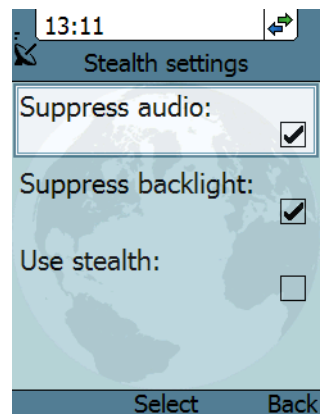 13:11
Stealth settings
Suppress audio:
Suppress backlight:
Use stealth:
Select Back